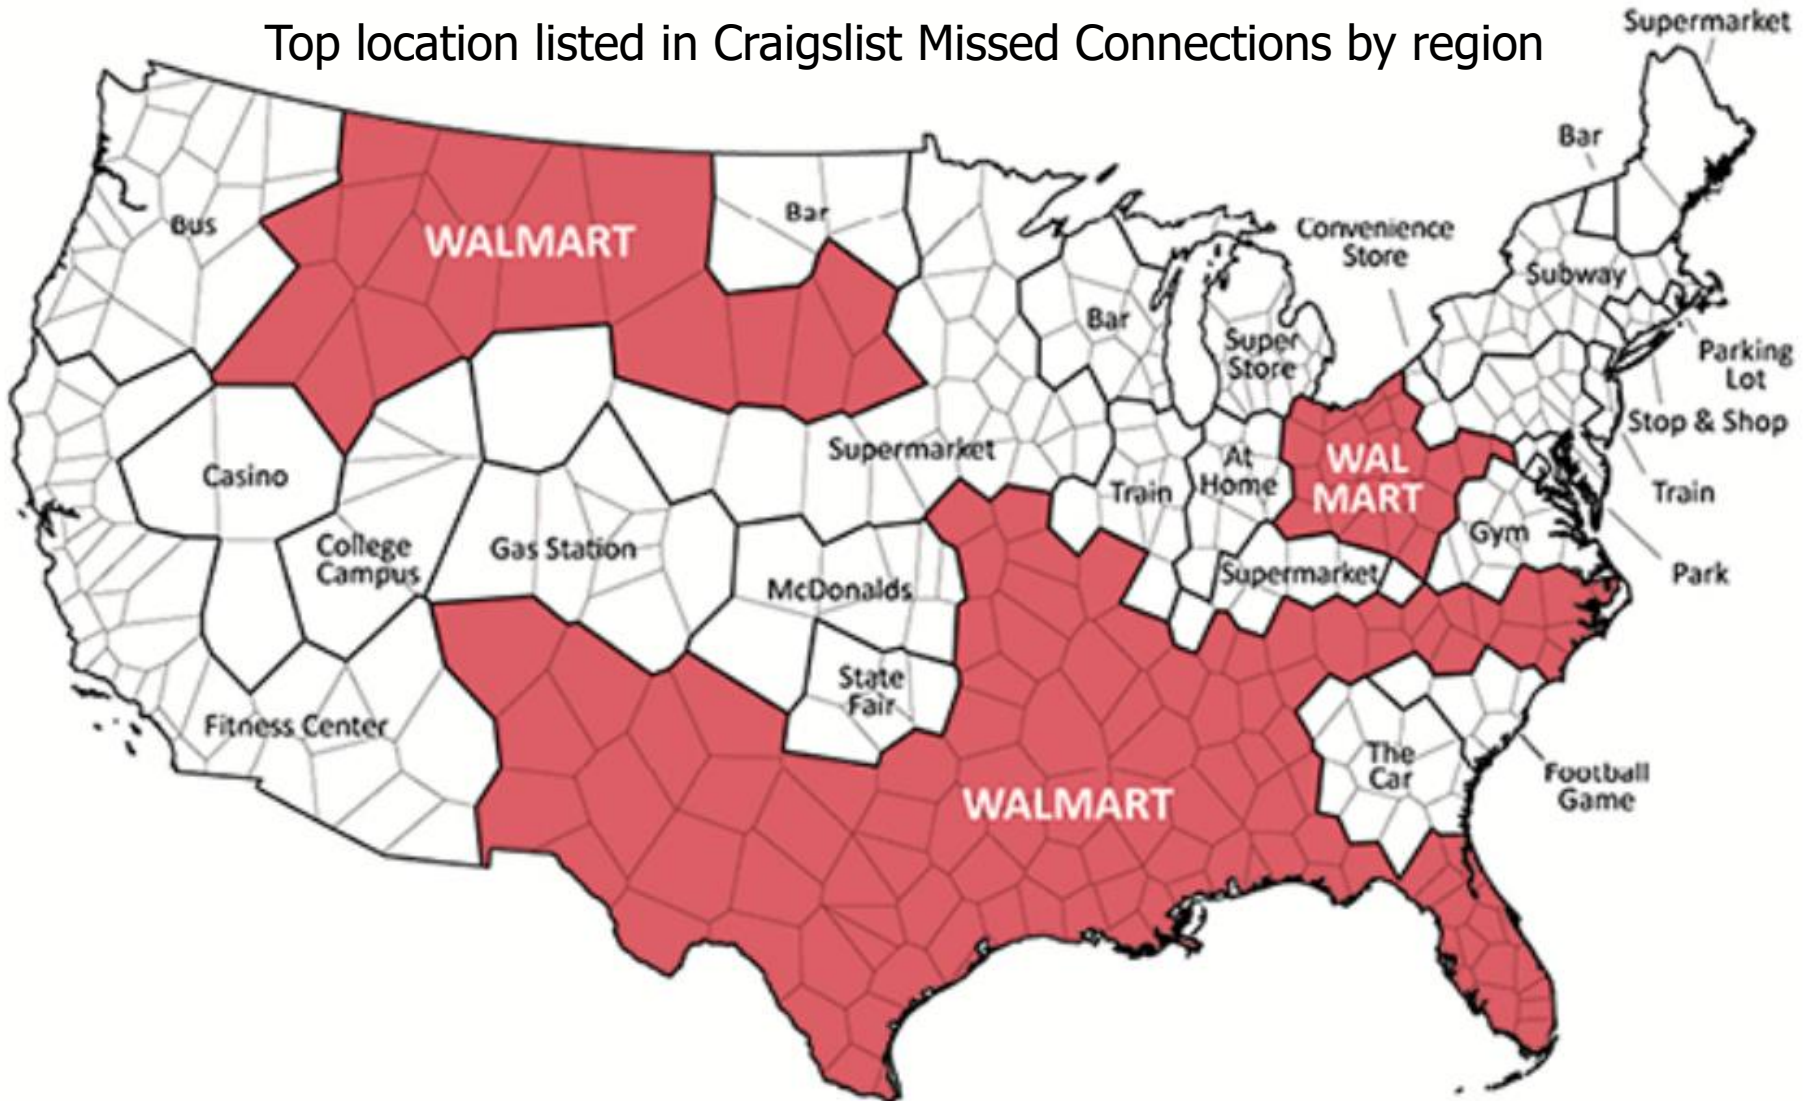 Top location listed in Craigslist Missed Connections by region
Supermarket
Bar
Bus
WALMART
Bar
Convenience
Store
Subway
Bar
Super
Store
Parking
Lot
Stop & Shop
Supermarket
Casino
At
Home
WAL
MART
Train
Train
College
Campus
Gas Station
Gym
McDonalds
Supermarket
Park
State
Fair
Fitness Center
The
Car
WALMART
Football
Game